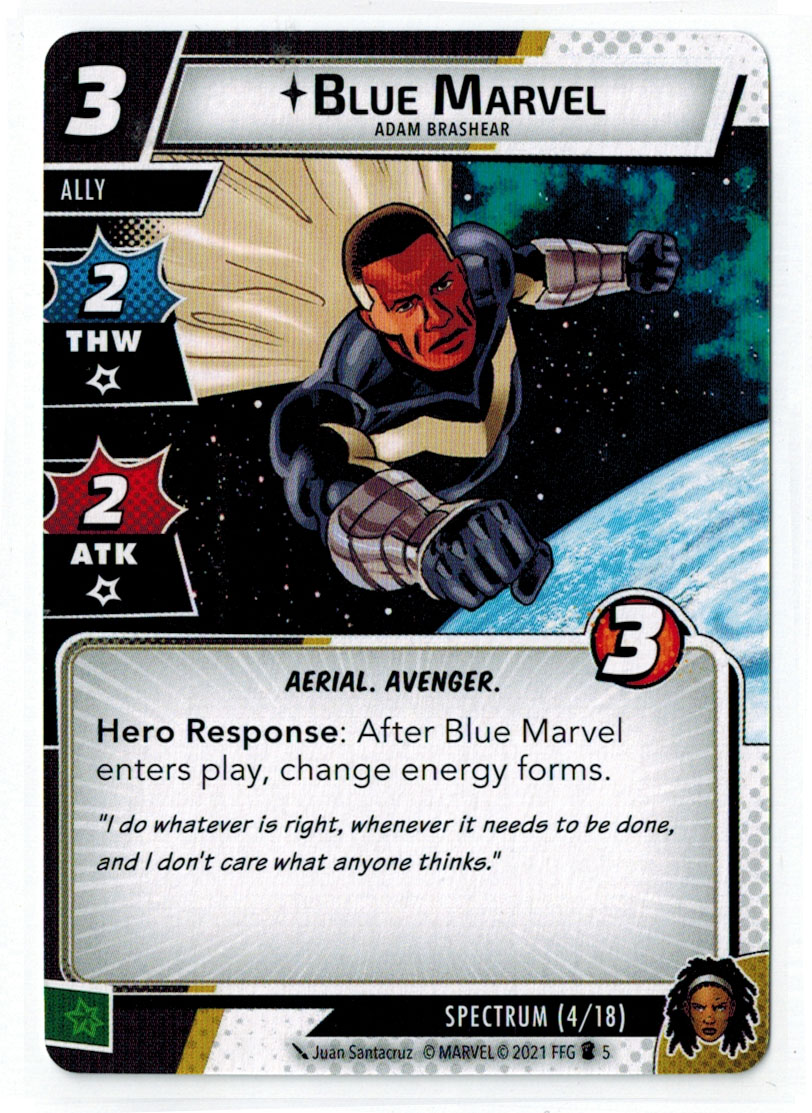 3
BLUE MARVEL
ADAM BRASHEAR
ALLY
2
THW
2
ATK
3
AERIAL. AVENGER.
Hero Response: After Blue Marvel
enters play, change energy forms.
"I do whatever is right, whenever it needs to be done,
and I don't care what anyone thinks."
SPECTRUM (4/18)
Juan Santacruz © MARVEL © 2021 FFG 5